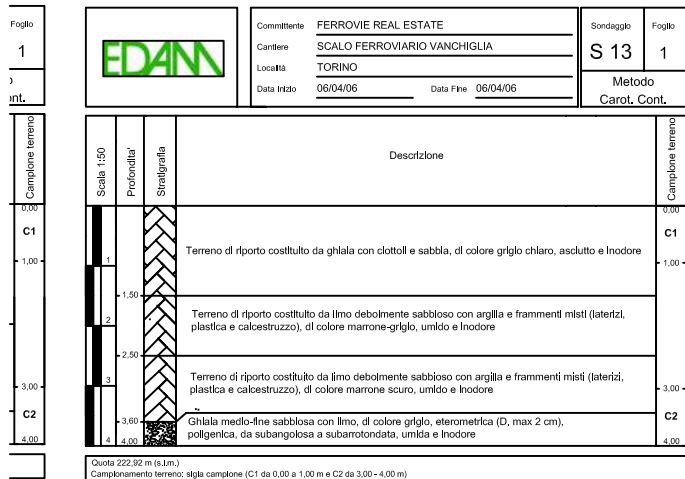 Foglio
1
o
ont.
Campione terreno
0,00
C1
1,00
3,00
C2
4,00
EDAM
Committente FERROVIE REAL ESTATE
Cantiere SCALO FERROVIARIO VANCHIGLIA
Località TORINO
Data Inizio 06/04/06 Data Fine 06/04/06
Sondaggio Foglio
S 13 1
Metodo
Carot. Cont.
Scala 1:50 Profondita' Stratigrafia Descrizione Campione terreno
0,00
C1
Terreno di riporto costituito da ghiaia con ciottoli e sabbia, di colore grigio chiaro, asciutto e inodore
1 1,00
1,50
Terreno di riporto costituito da limo debolmente sabbioso con argilla e frammenti misti (laterizi,
2 plastica e calcestruzzo), di colore marrone-grigio, umido e inodore
2,50
Terreno di riporto costituito da limo debolmente sabbioso con argilla e frammenti misti (laterizi,
3 plastica e calcestruzzo), di colore marrone scuro, umido e inodore 3,00
3,60 Ghiaia medio-fine sabbiosa con limo, di colore grigio, eterometrica (D, max 2 cm), C2
4 4,00 poligenica, da subangolosa a subarrotondata, umida e inodore 4,00
Quota 222,92 m (s.l.m.)
Campionamento terreno: sigla campione (C1 da 0,00 a 1,00 m e C2 da 3,00 - 4,00 m)